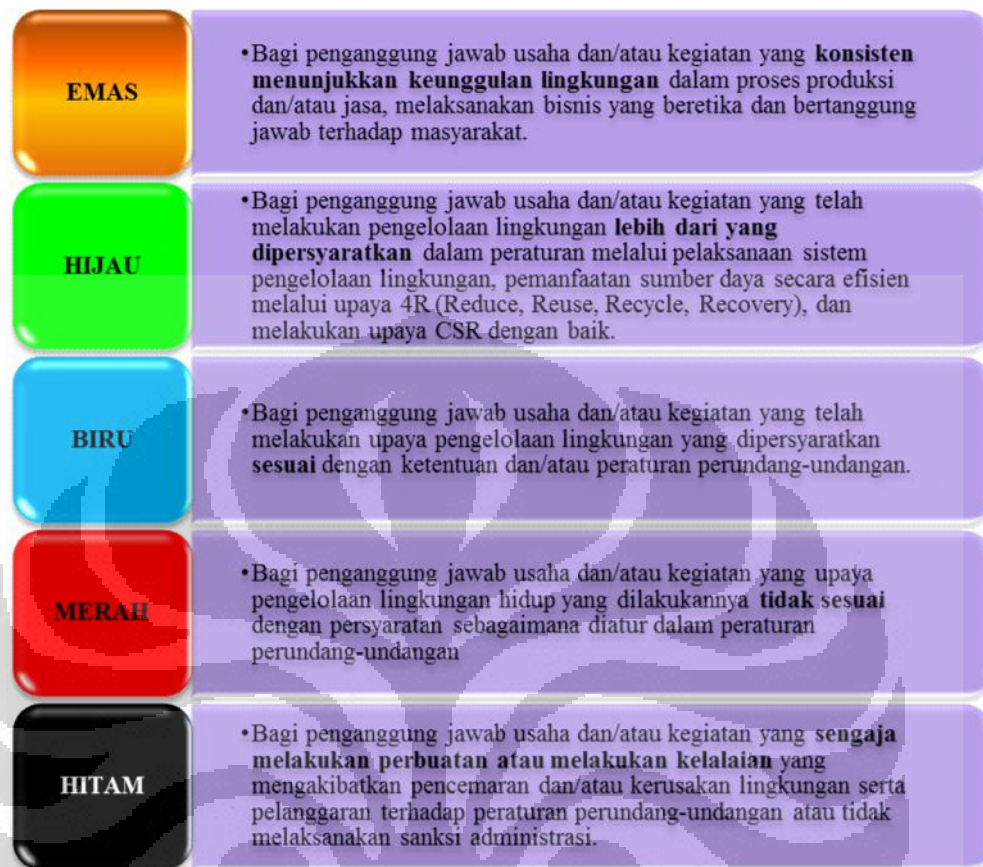 EMAS
•Bagi penganggung jawab usaha dan/atau kegiatan yang konsisten
menunjukkan keunggulan lingkungan dalam proses produksi
dan/atau jasa, melaksanakan bisnis yang beretika dan bertanggung
jawab terhadap masyarakat.
HIJAU
•Bagi penganggung jawab usaha dan/atau kegiatan yang telah
melakukan pengelolaan lingkungan lebih dari yang
dipersyaratkan dalam peraturan melalui pelaksanaan sistem
pengelolaan lingkungan, pemanfaatan sumber daya secara efisien
melalui upaya 4R (Reduce, Reuse, Recycle, Recovery), dan
melakukan upaya CSR dengan baik.
BIRU
•Bagi penganggung jawab usaha dan/atau kegiatan yang telah
melakukan upaya pengelolaan lingkungan yang dipersyaratkan
sesuai dengan ketentuan dan/atau peraturan perundang-undangan.
MERAH
•Bagi penganggung jawab usaha dan/atau kegiatan yang upaya
pengelolaan lingkungan hidup yang dilakukannya tidak sesuai
dengan persyaratan sebagaimana diatur dalam peraturan
perundang-undangan
HITAM
•Bagi penganggung jawab usaha dan/atau kegiatan yang sengaja
melakukan perbuatan atau melakukan kelalaian yang
mengakibatkan pencemaran dan/atau kerusakan lingkungan serta
pelanggaran terhadap peraturan perundang-undangan atau tidak
melaksanakan sanksi administrasi.